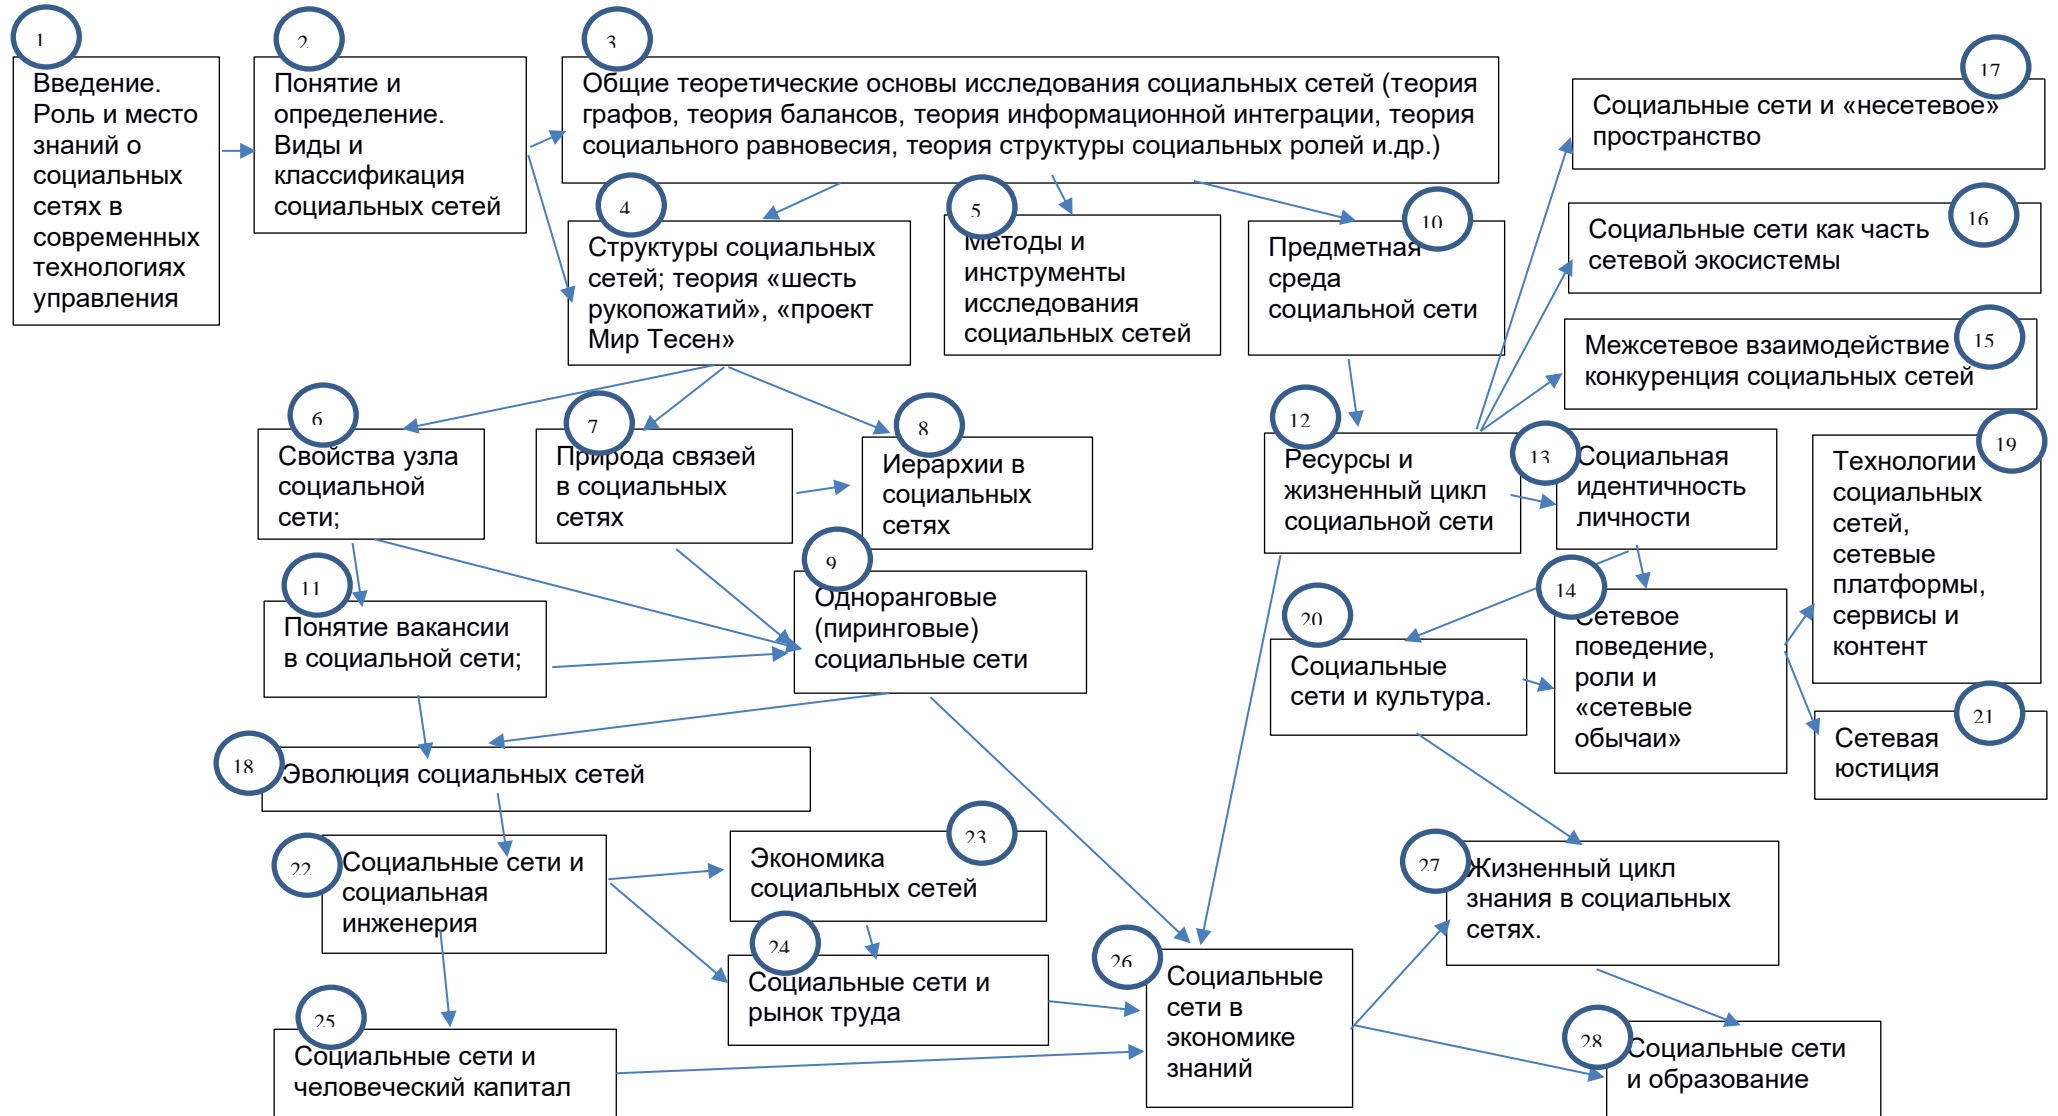 1
Введение.
Роль и место
знаний о
социальных
сетях в
современных
технологиях
управления
2
Понятие и
определение.
Виды и
классификация
социальных сетей
3
Общие теоретические основы исследования социальных сетей (теория
графов, теория балансов, теория информационной интеграции, теория
социального равновесия, теория структуры социальных ролей и.др.)
4
Структуры социальных
сетей; теория «шесть
рукопожатий», «проект
Мир Тесен»
5
Методы и
инструменты
исследования
социальных сетей
10
Предметная
среда
социальной сети
17
Социальные сети и «несетевое»
пространство
16
Социальные сети как часть
сетевой экосистемы
15
Межсетевое взаимодействие
конкуренция социальных сетей
6
Свойства узла
социальной
сети;
7
Природа связей
в социальных
сетях
8
Иерархии в
социальных
сетях
9
Одноранговые
(пиринговые)
социальные сети
11
Понятие вакансии
в социальной сети;
12
Ресурсы и
жизненный цикл
социальной сети
13
Социальная
идентичность
личности
14
Сетевое
поведение,
роли и
«сетевые
обычаи»
19
Технологии
социальных
сетей,
сетевые
платформы,
сервисы и
контент
20
Социальные
сети и культура.
21
Сетевая
юстиция
18
Эволюция социальных сетей
22
Социальные сети и
социальная
инженерия
23
Экономика
социальных сетей
24
Социальные сети и
рынок труда
25
Социальные сети и
человеческий капитал
26
Социальные
сети в
экономике
знаний
27
Жизненный цикл
знания в социальных
сетях.
28
Социальные сети
и образование